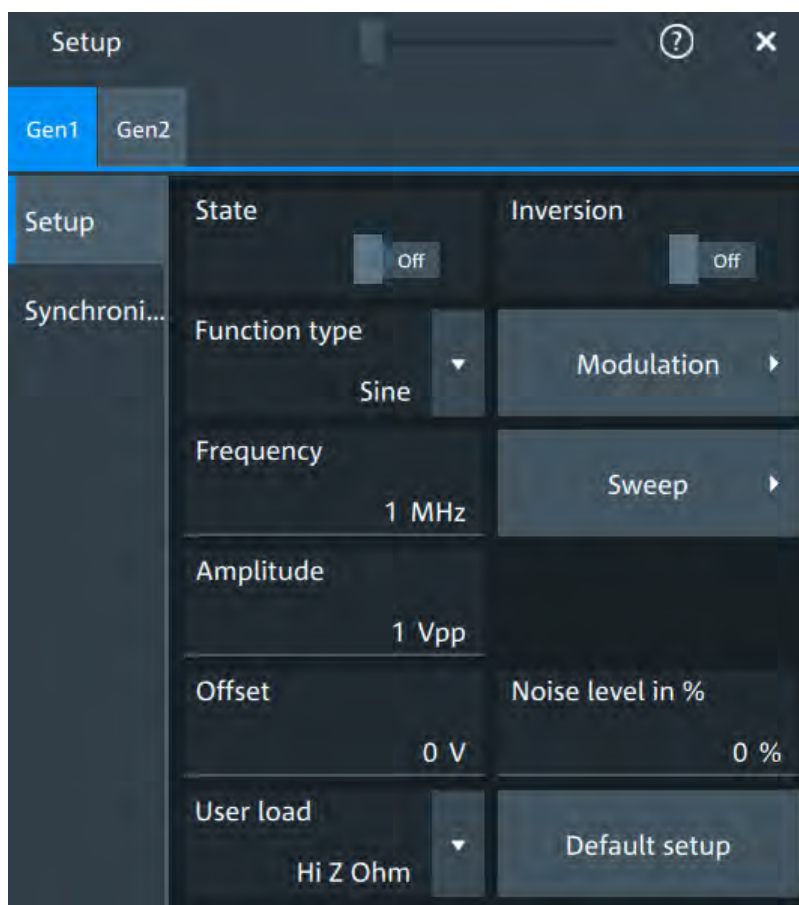 Setup
Gen1 Gen2
Setup
Synchroni...
State
Off
Inversion
Off
Function type
Sine
Modulation
Frequency
1 MHz
Sweep
Amplitude
1 Vpp
Offset
0 V
Noise level in %
0 %
User load
Hi Z Ohm
Default setup